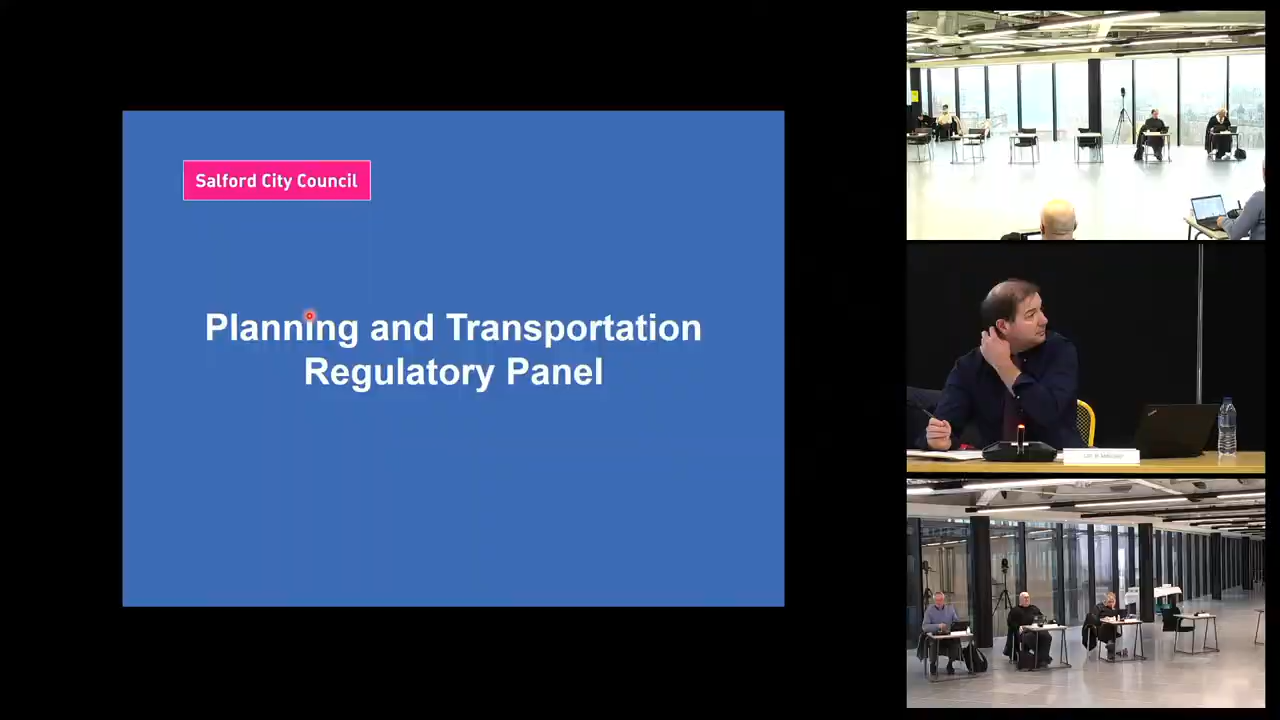 Salford City Council
Planning and Transportation
Regulatory Panel